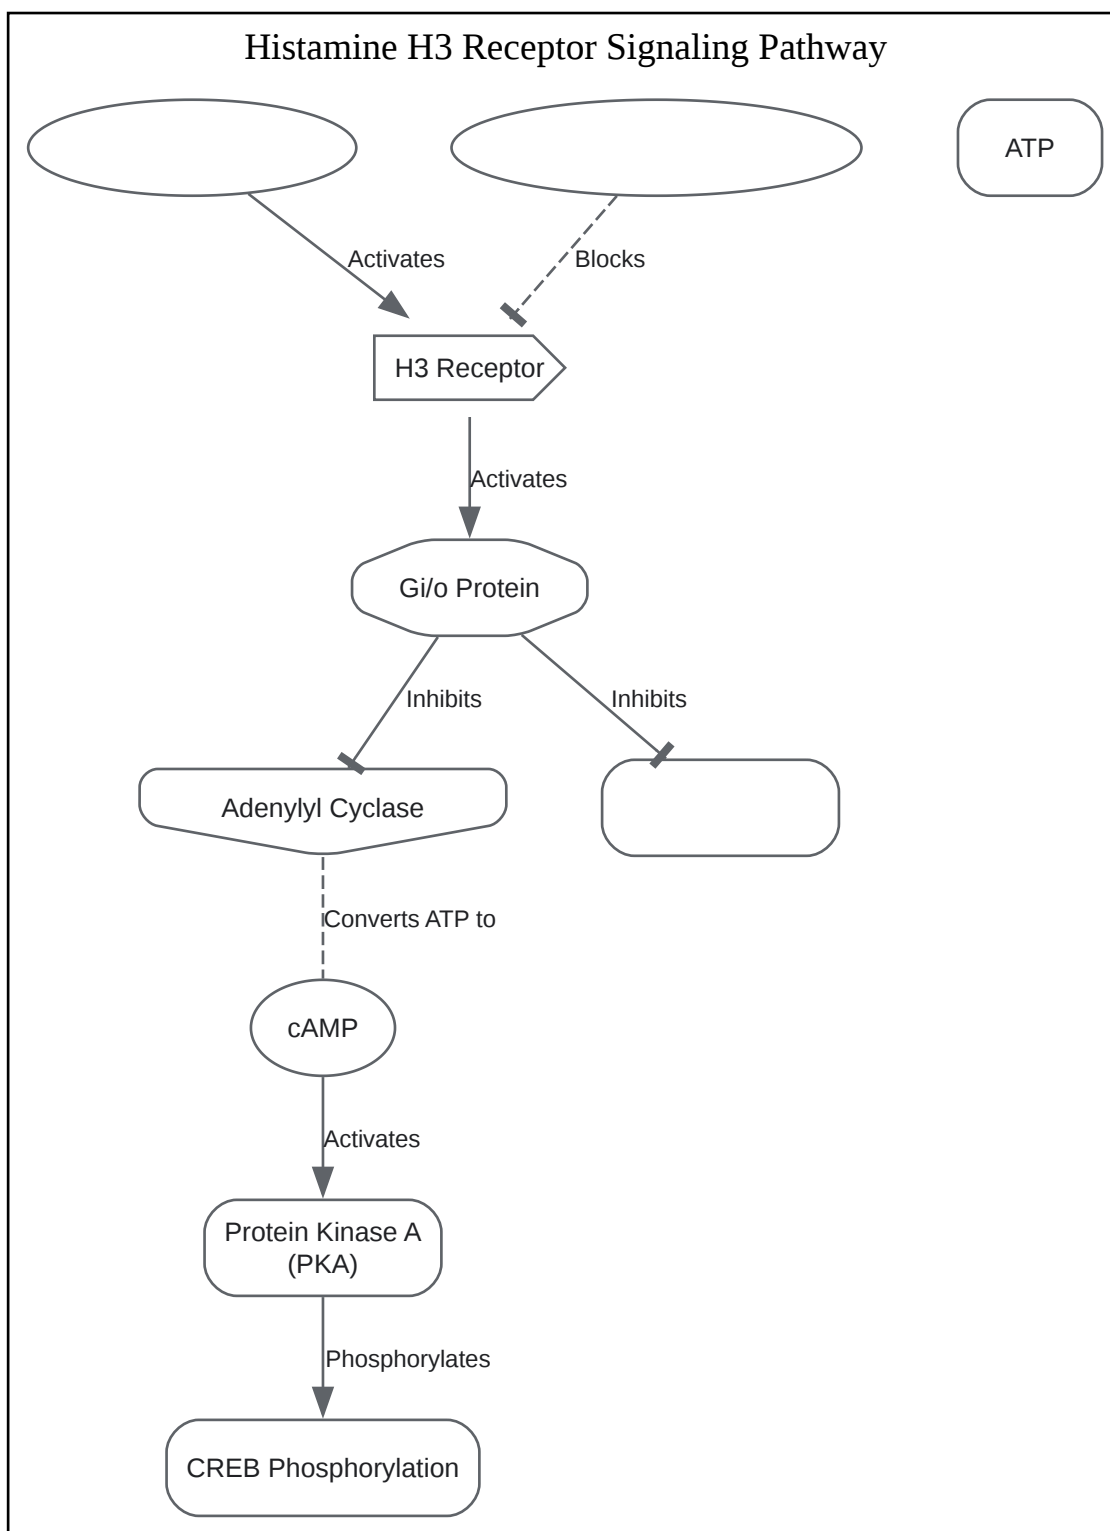 Histamine H3 Receptor Signaling Pathway
ATP
Activates
Blocks
H3 Receptor
Activates
Gi/o Protein
Inhibits
Inhibits
Adenylyl Cyclase
Converts ATP to
cAMP
Activates
Protein Kinase A
(PKA)
Phosphorylates
CREB Phosphorylation